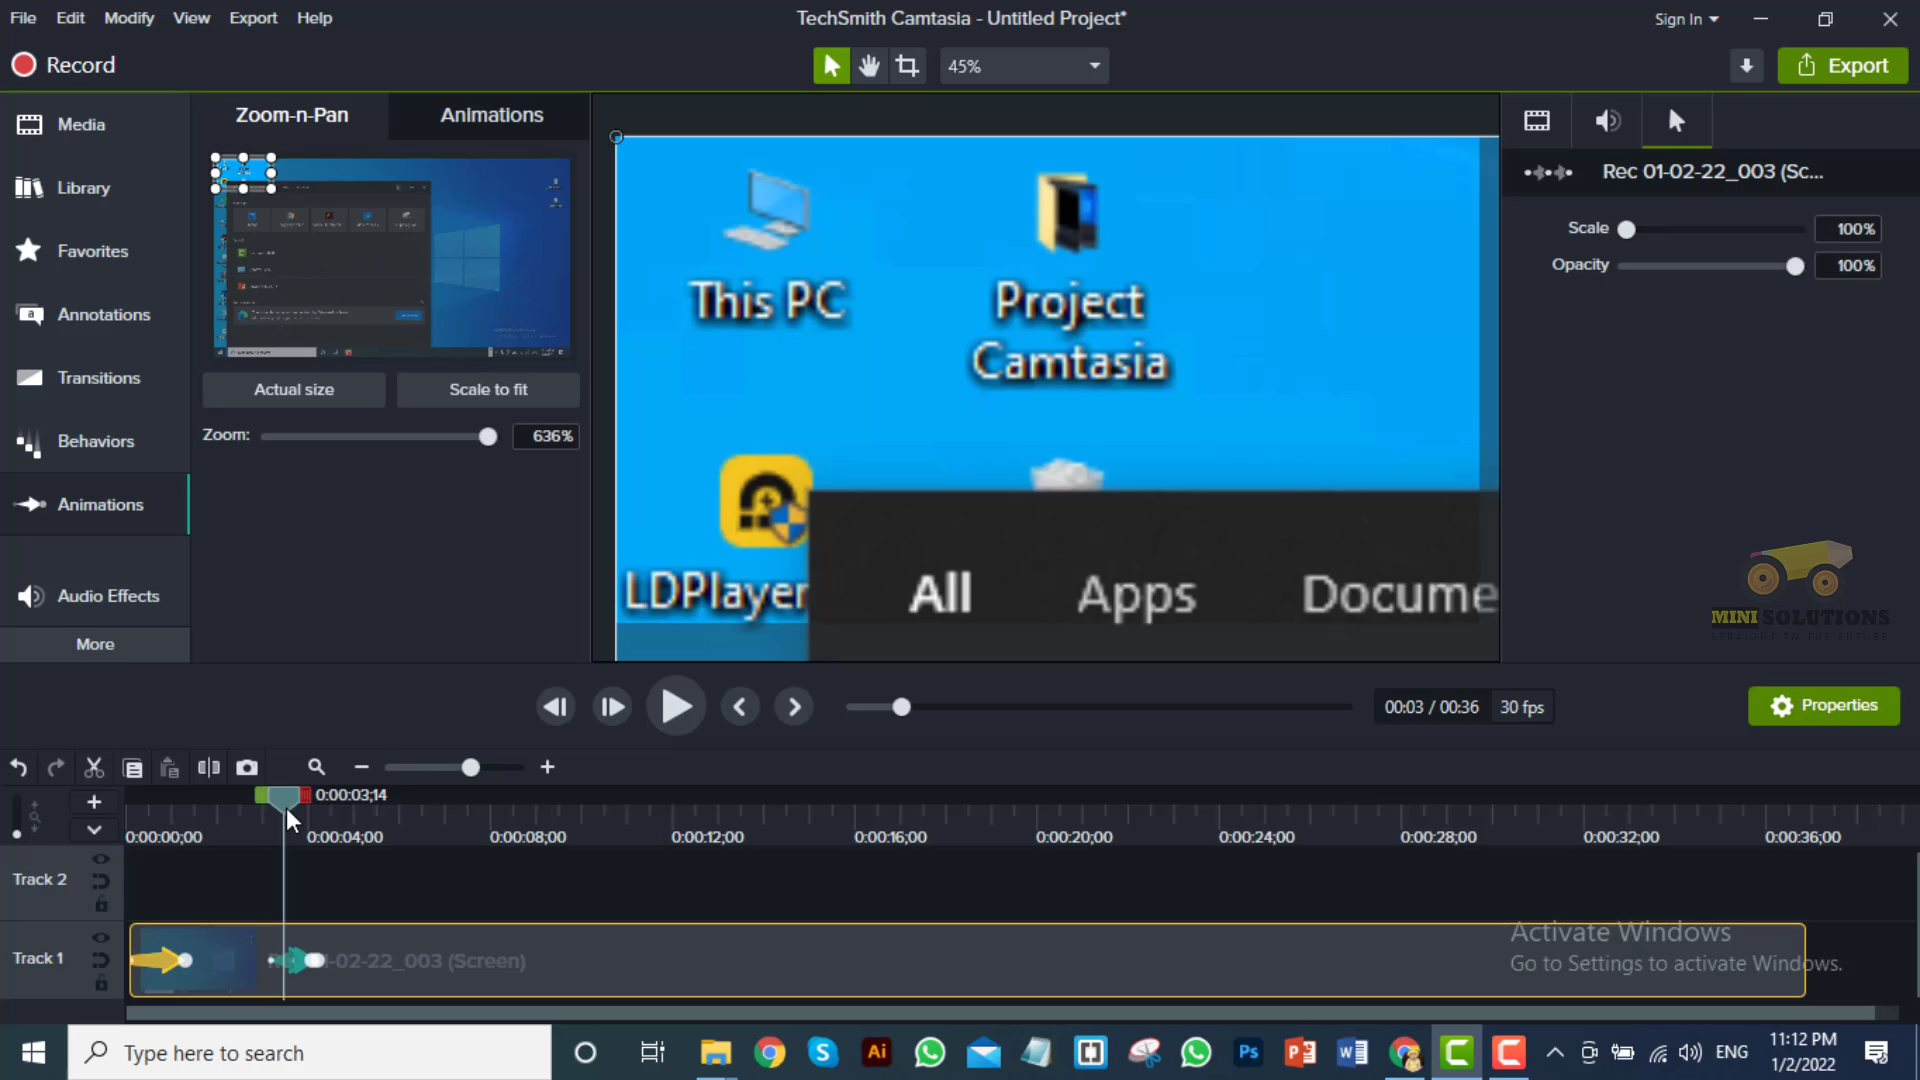 File Edit Modify View Export Help
TechSmith Camtasia - Untitled Project*
Sign In
Record
45%
Export
Media
Library
Favorites
Annotations
Transitions
Behaviors
Animations
Audio Effects
More
Zoom-n-Pan Animations
Actual size Scale to fit
Zoom: 636%
This PC
Project
Camtasia
LDPlayer
All Apps Docume
Rec 01-02-22_003 (Sc...
Scale 100%
Opacity 100%
MINI SOLUTIONS
00:03 / 00:36 30 fps
Properties
0:00:03;14
0:00:00;00 0:00:04;00 0:00:08;00 0:00:12;00 0:00:16;00 0:00:20;00 0:00:24;00 0:00:28;00 0:00:32;00 0:00:36;00
Track 2
Track 1
1-02-22_003 (Screen)
Activate Windows
Go to Settings to activate Windows.
Type here to search
Ai
Ps
ENG
11:12 PM
1/2/2022